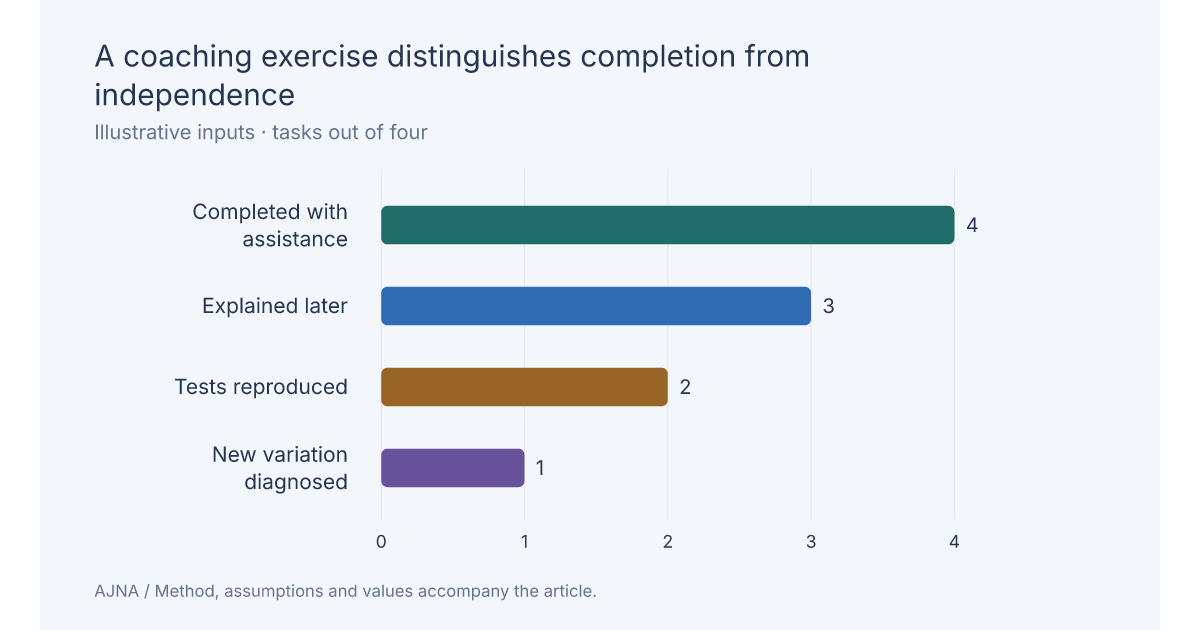 A coaching exercise distinguishes completion from
independence
Illustrative inputs · tasks out of four
Completed with
assistance
4
Explained later
3
Tests reproduced
2
New variation
diagnosed
1
0 1 2 3 4
AJNA / Method, assumptions and values accompany the article.